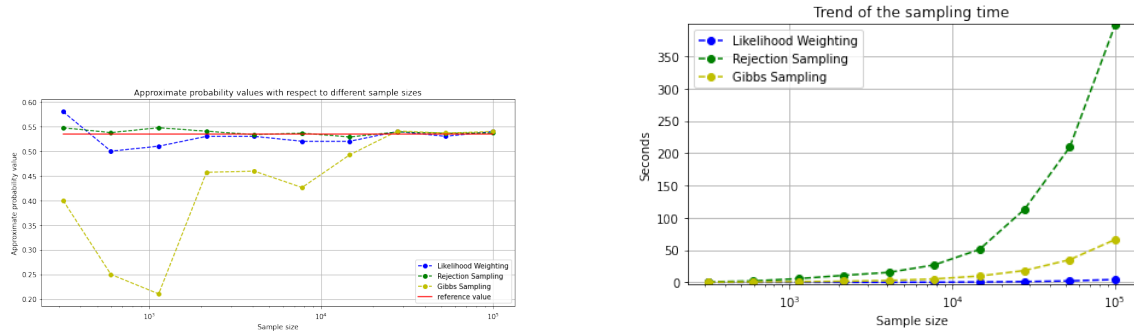 Approximate probability values with respect to different sample sizes
0.60
0.55
0.50
0.45
0.40
0.35
0.30
0.25
0.20
Approximate probability value
10³
10⁴
10⁵
Sample size
Likelihood Weighting
Rejection Sampling
Gibbs Sampling
reference value
Trend of the sampling time
350
300
250
200
150
100
50
0
Seconds
10³
10⁴
10⁵
Sample size
Likelihood Weighting
Rejection Sampling
Gibbs Sampling